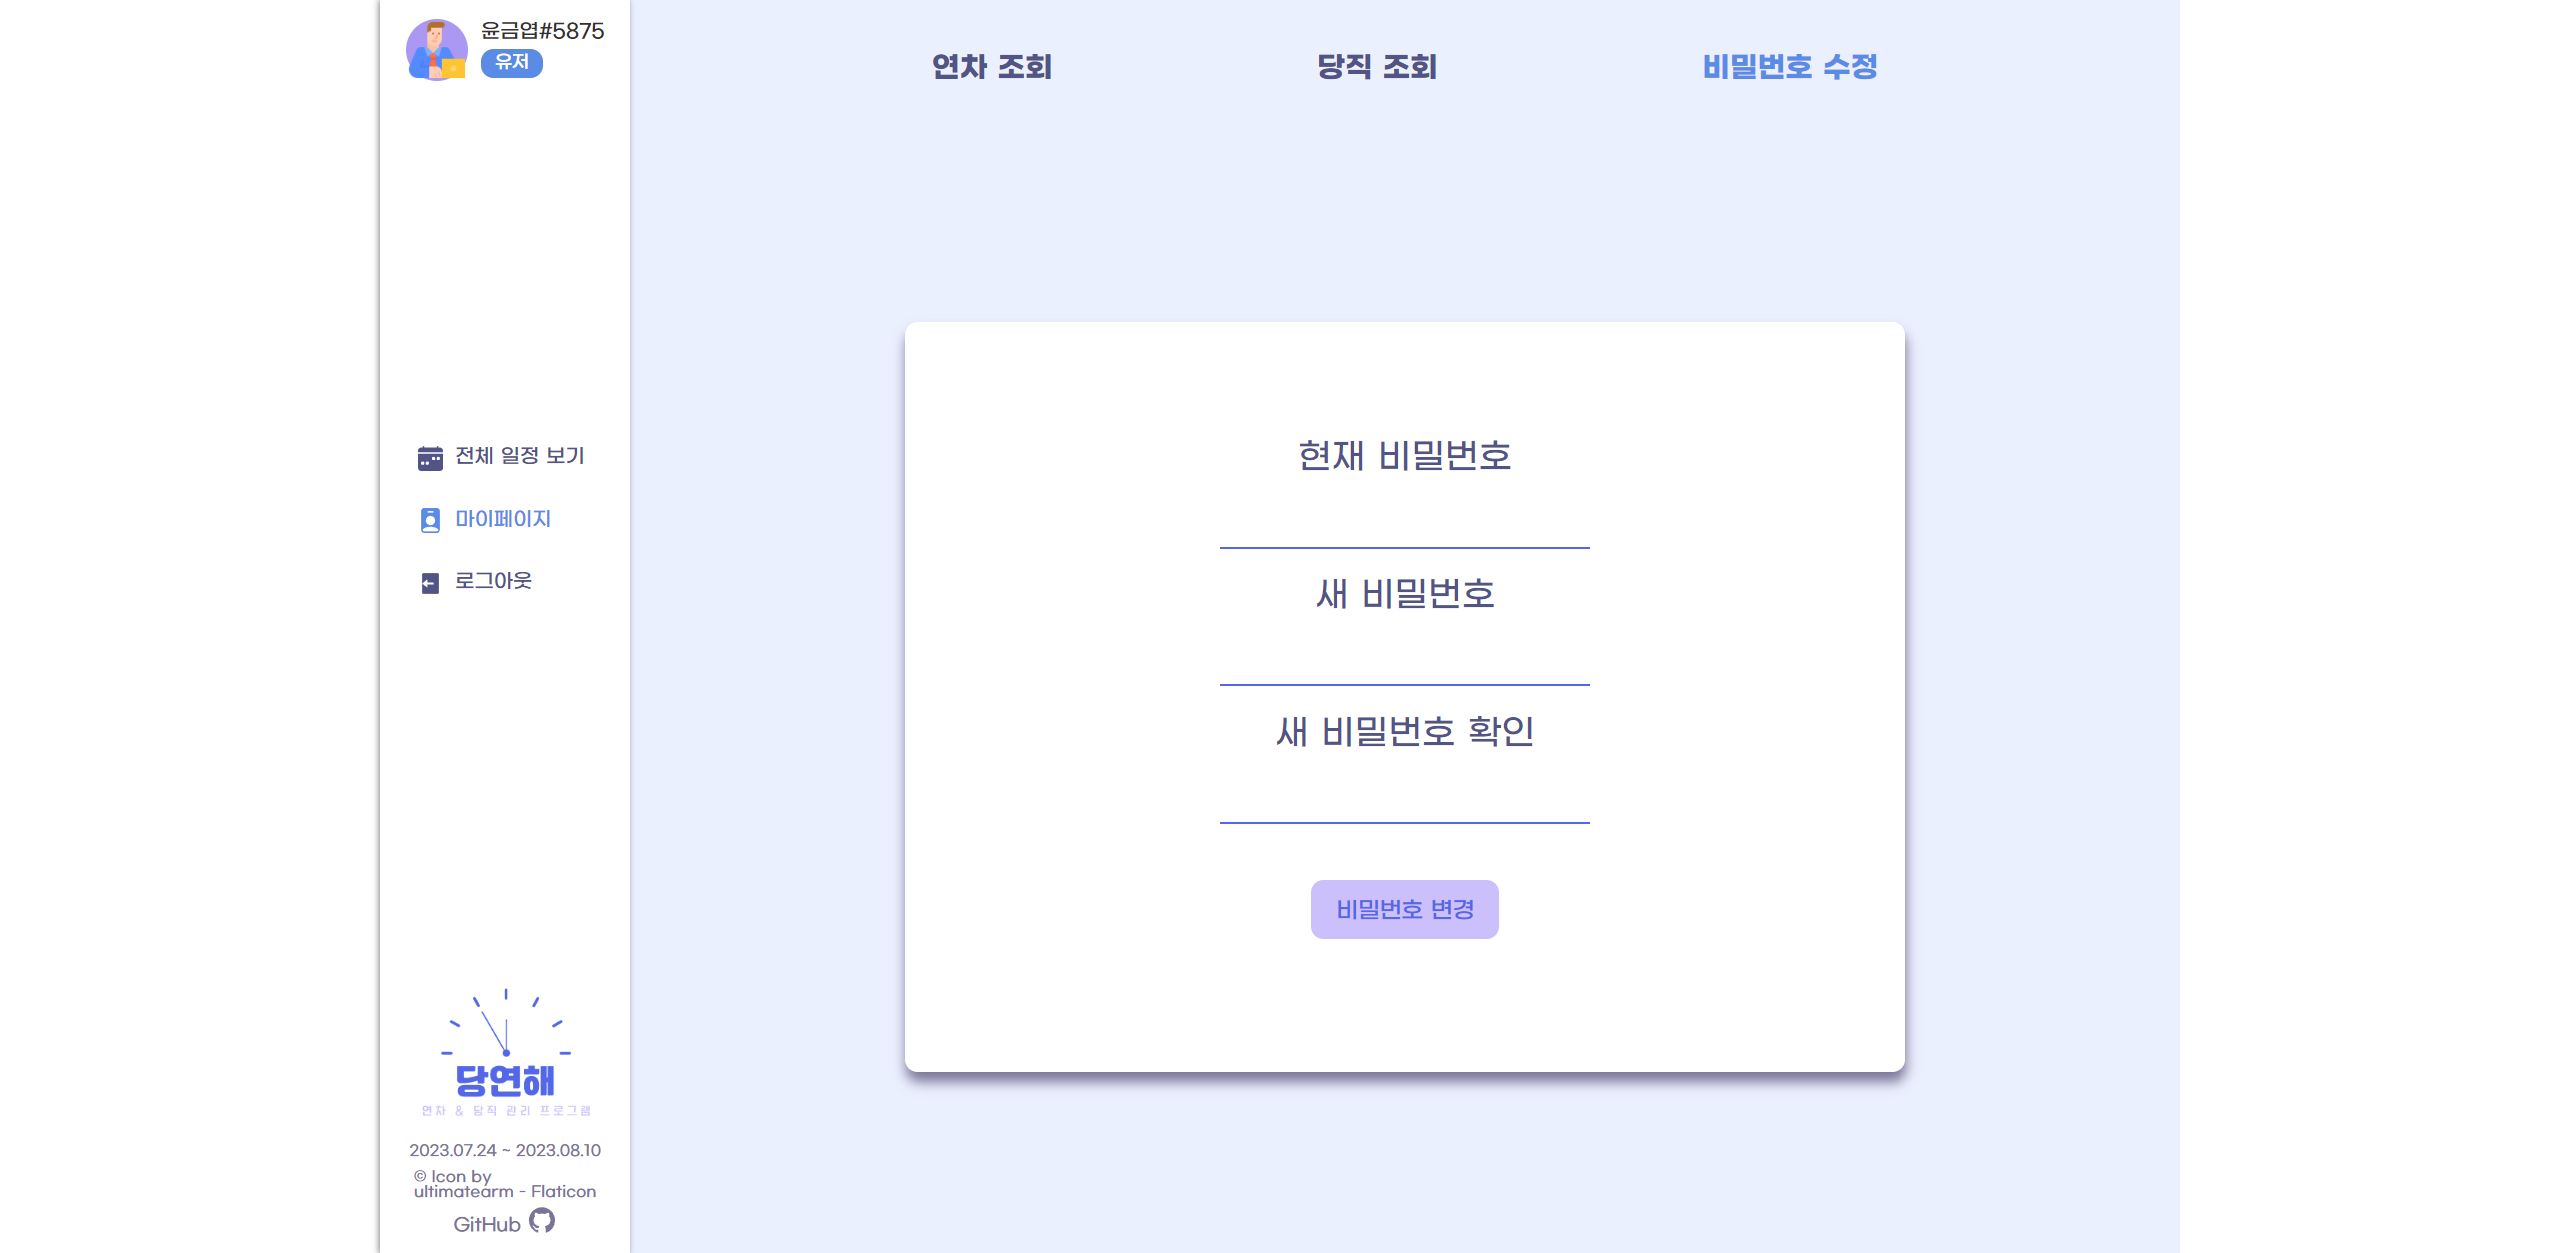 윤금엽#5875
유저
전체 일정 보기
마이페이지
로그아웃
당연해
연차 & 당직 관리 프로그램
2023.07.24 ~ 2023.08.10
© Icon by
ultimatearm - Flaticon
GitHub
연차 조회
당직 조회
비밀번호 수정
현재 비밀번호
새 비밀번호
새 비밀번호 확인
비밀번호 변경